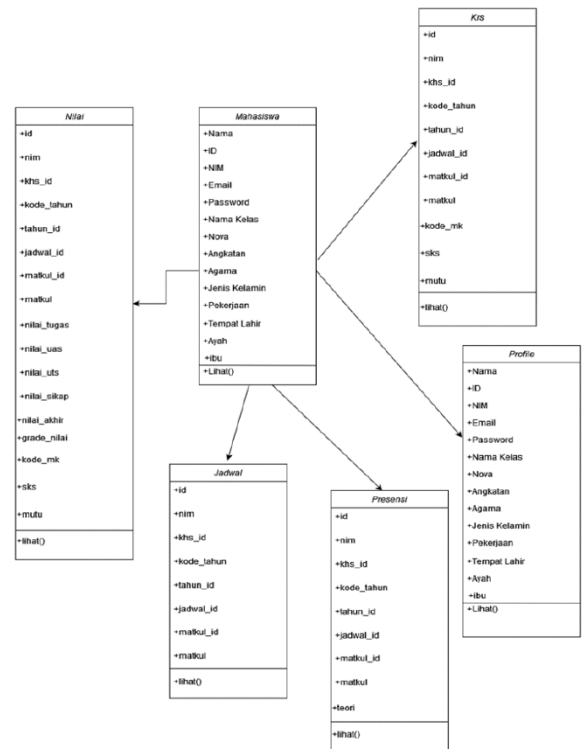 Krs
+id
+nim
+khs_id
+kode_tahun
+tahun_id
+jadwal_id
+matkul_id
+matkul
+kode_mk
+sks
+mutu
+lihat()
Nilai
+id
+nim
+khs_id
+kode_tahun
+tahun_id
+jadwal_id
+matkul_id
+matkul
+nilai_tugas
+nilai_uas
+nilai_uts
+nilai_sikap
+nilai_akhir
+grade_nilai
+kode_mk
+sks
+mutu
+lihat()
Mahasiswa
+Nama
+ID
+NIM
+Email
+Password
+Nama Kelas
+Nova
+Angkatan
+Agama
+Jenis Kelamin
+Pekerjaan
+Tempat Lahir
+Ayah
+ibu
+Lihat()
Profile
+Nama
+ID
+NIM
+Email
+Password
+Nama Kelas
+Nova
+Angkatan
+Agama
+Jenis Kelamin
+Pekerjaan
+Tempat Lahir
+Ayah
+ibu
+Lihat()
Jadwal
+id
+nim
+khs_id
+kode_tahun
+tahun_id
+jadwal_id
+matkul_id
+matkul
+lihat()
Presensi
+id
+nim
+khs_id
+kode_tahun
+tahun_id
+jadwal_id
+matkul_id
+matkul
+teori
+lihat()